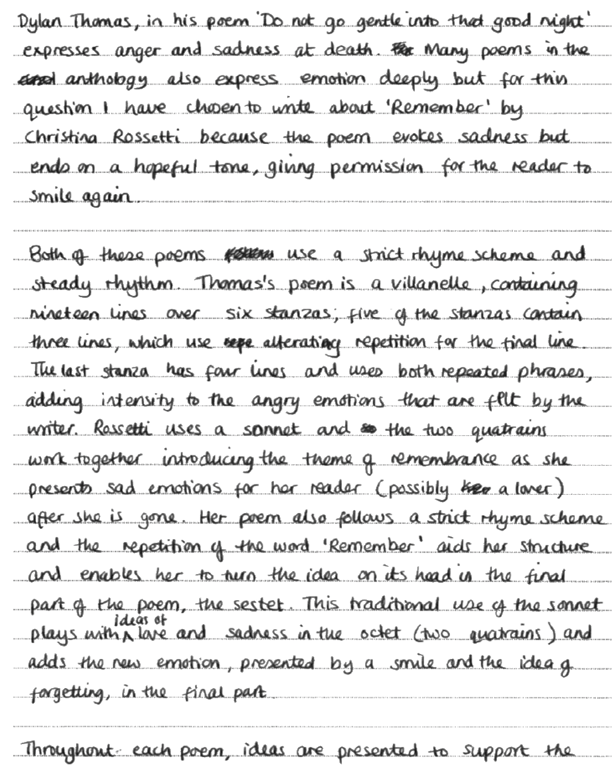 Dylan Thomas, in his poem 'Do not go gentle into that good night'
expresses anger and sadness at death. Many poems in the
anthology also express emotion deeply but for this
question I have chosen to write about 'Remember' by
Christina Rossetti because the poem evokes sadness but
ends on a hopeful tone, giving permission for the reader to
smile again.
Both of these poems use a strict rhyme scheme and
steady rhythm. Thomas's poem is a villanelle, containing
nineteen lines over six stanzas; five of the stanzas contain
three lines, which use alterating repetition for the final line.
The last stanza has four lines and uses both repeated phrases,
adding intensity to the angry emotions that are felt by the
writer. Rossetti uses a sonnet and the two quatrains
work together introducing the theme of remembrance as she
presents sad emotions for her reader (possibly a lover)
after she is gone. Her poem also follows a strict rhyme scheme
and the repetition of the word 'Remember' aids her structure
and enables her to turn the idea on its head in the final
part of the poem, the sestet. This traditional use of the sonnet
plays with ideas of love and sadness in the octet (two quatrains) and
adds the new emotion, presented by a smile and the idea of
forgetting, in the final part
Throughout each poem, ideas are presented to support the